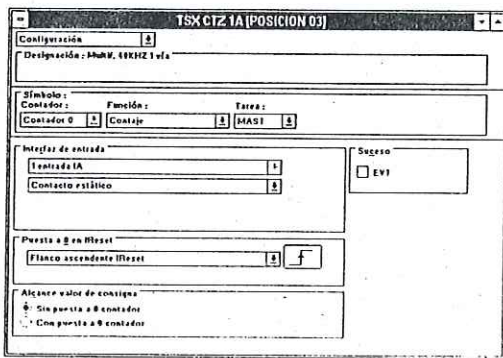 TSX CTZ 1A [POSICION 03]
Configuración
Designación : Multif. 40KHZ 1 vía
Símbolo :
Contador : Función : Tarea :
Contador 0 Contaje MAST
Interfaz de entrada
1 entrada IA
Contacto estático
Suceso
EVT
Puesta a 0 en IReset
Flanco ascendente IReset
Alcance valor de consigna
Sin puesta a 0 contador
Con puesta a 0 contador